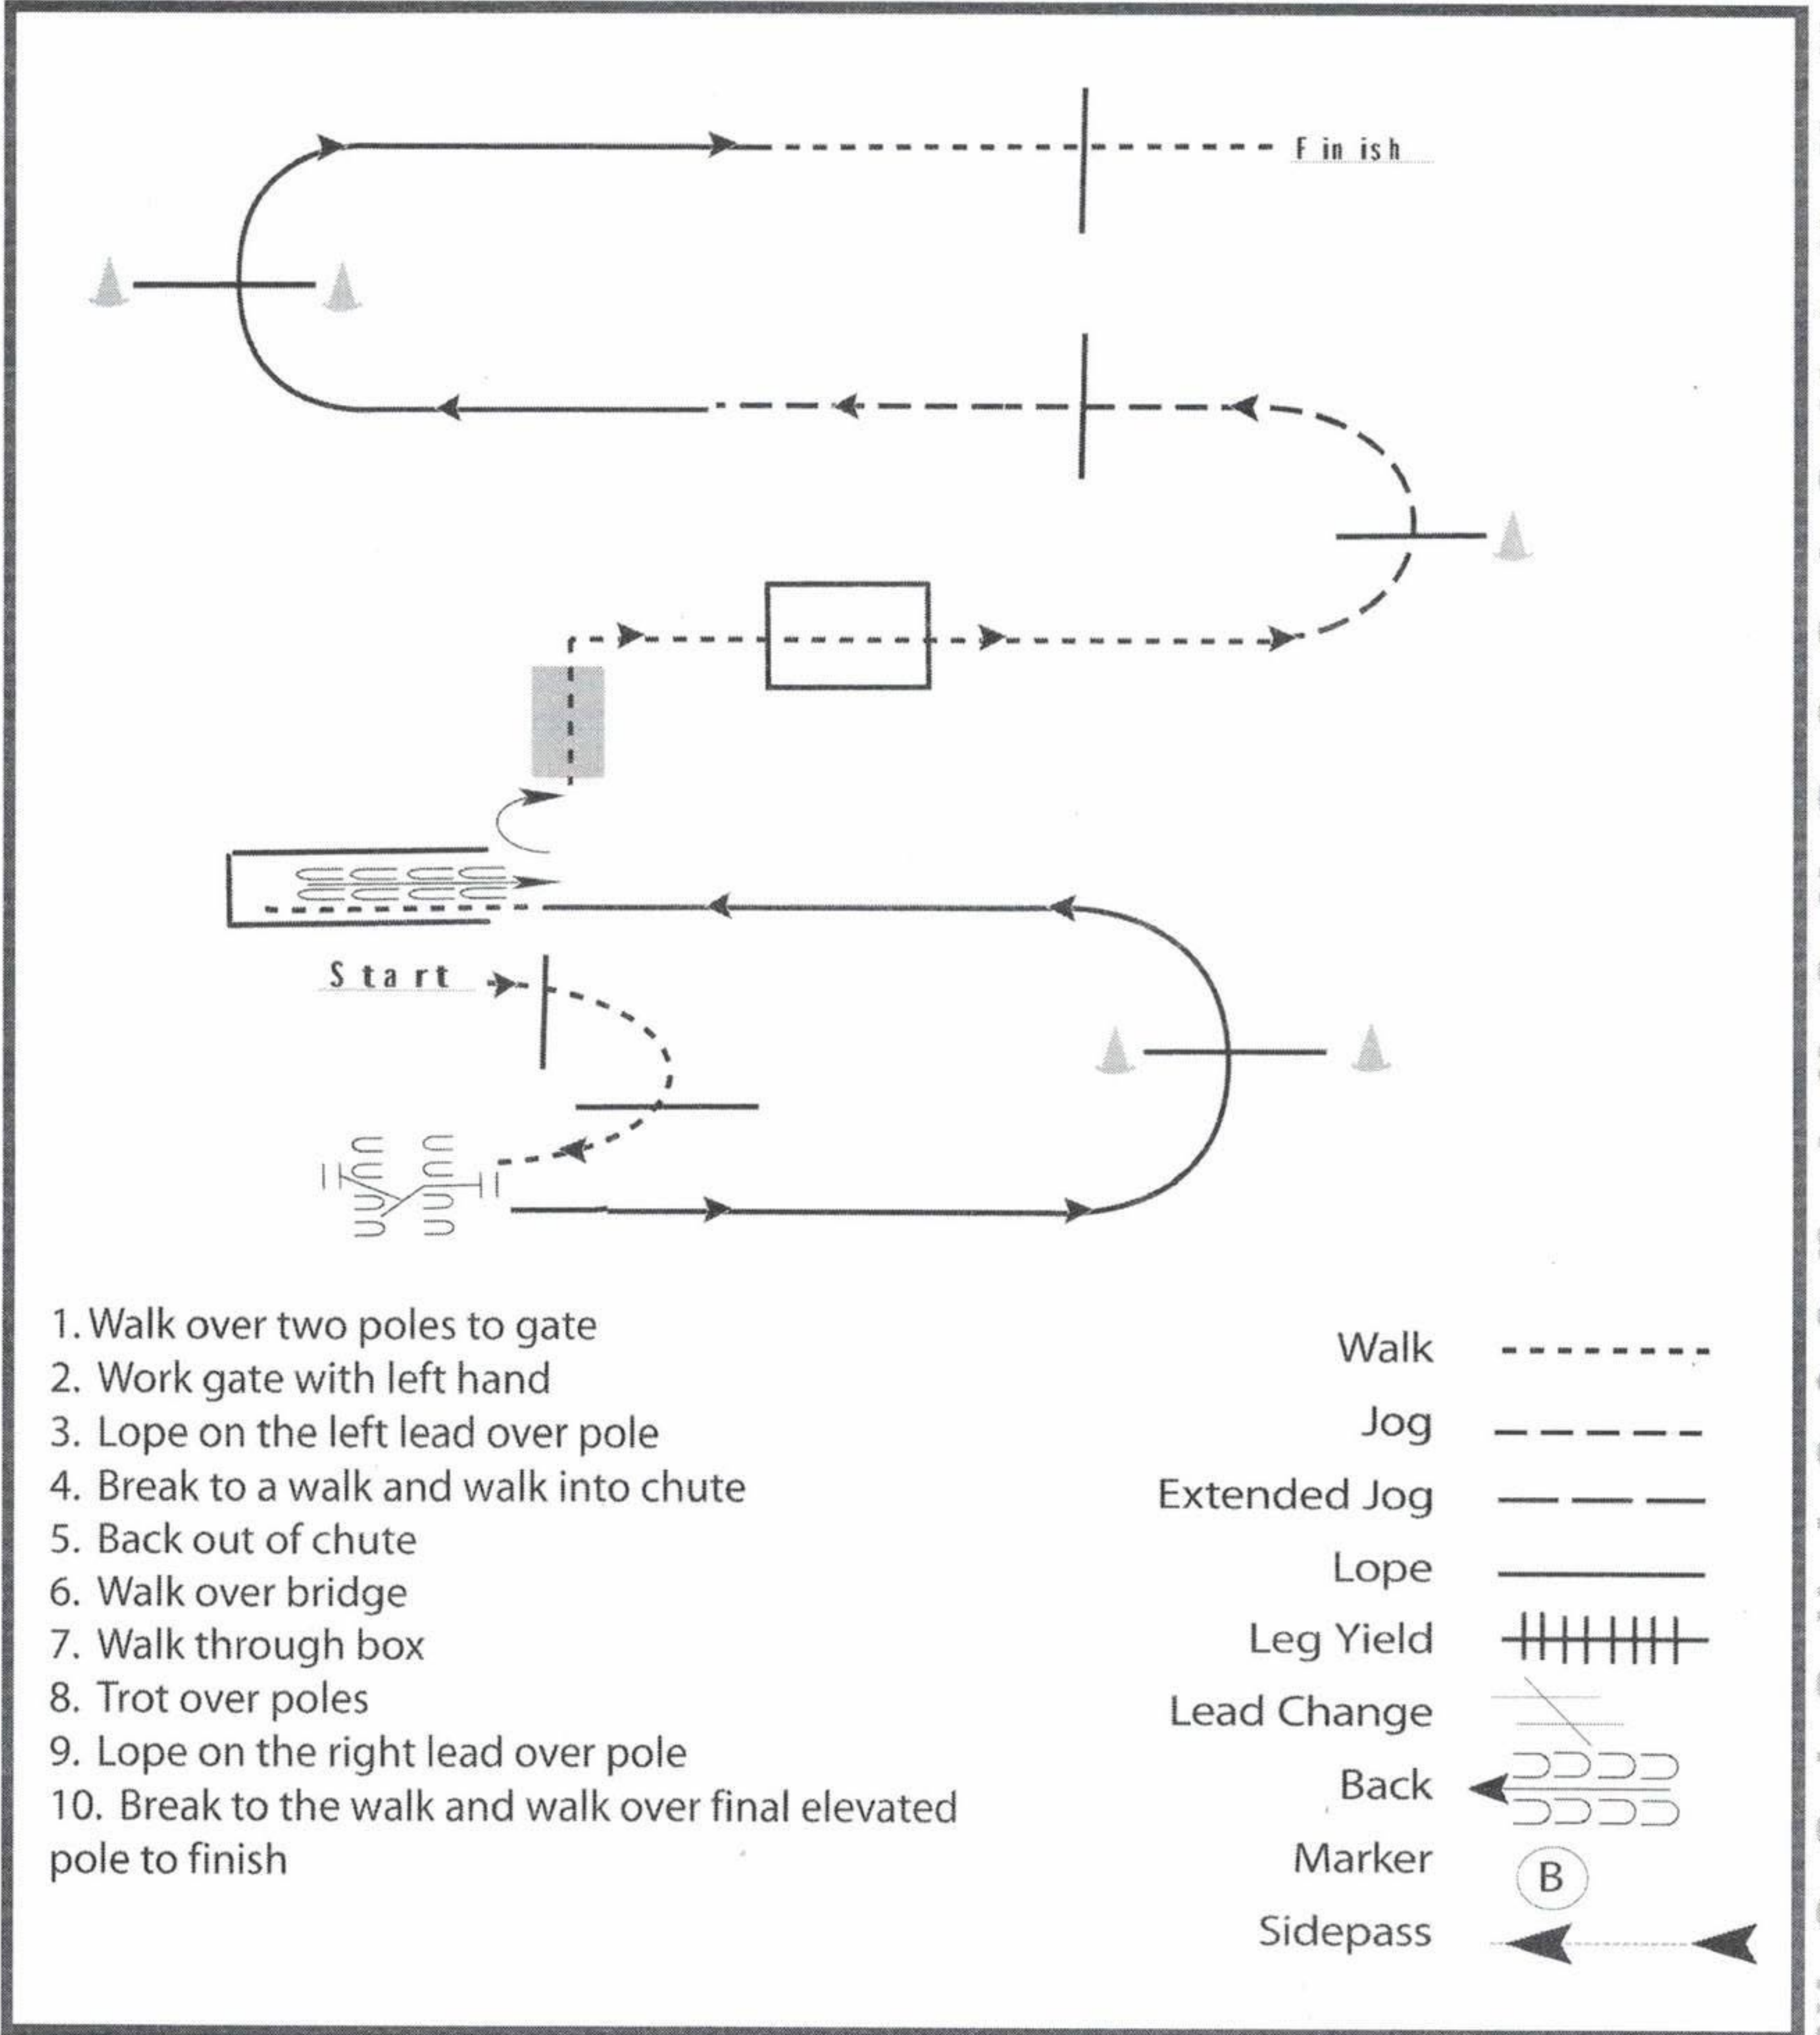 Finish
Start
1. Walk over two poles to gate
2. Work gate with left hand
3. Lope on the left lead over pole
4. Break to a walk and walk into chute
5. Back out of chute
6. Walk over bridge
7. Walk through box
8. Trot over poles
9. Lope on the right lead over pole
10. Break to the walk and walk over final elevated
pole to finish
Walk
Jog
Extended Jog
Lope
Leg Yield
Lead Change
Back
Marker
B
Sidepass